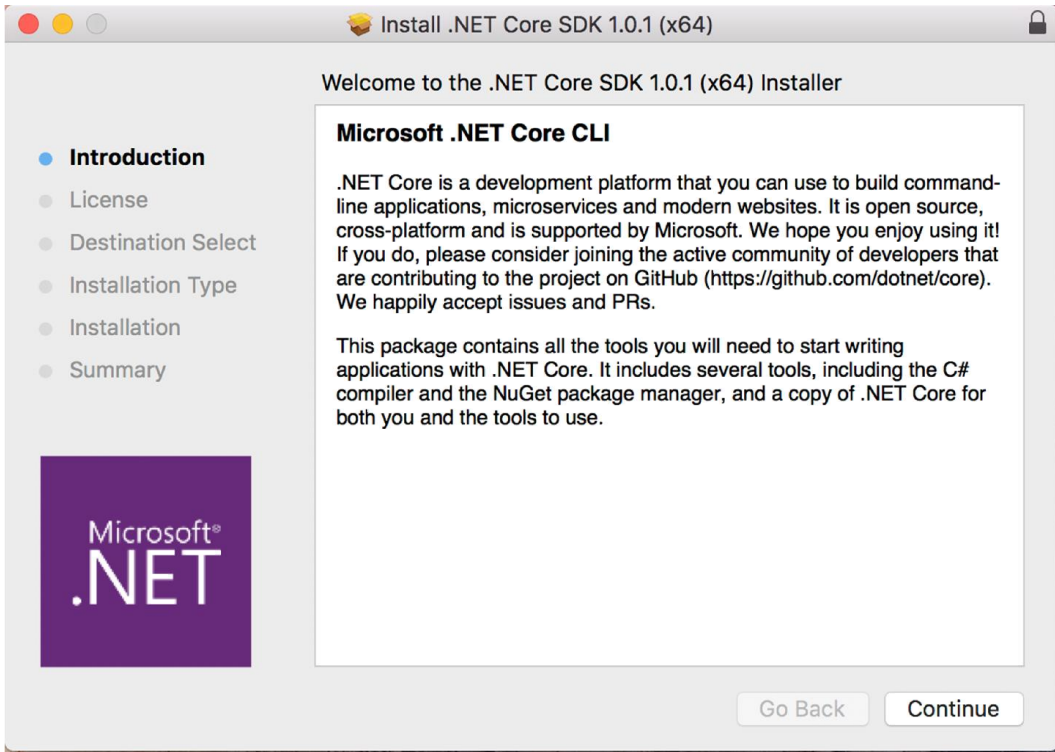 Install .NET Core SDK 1.0.1 (x64)
Welcome to the .NET Core SDK 1.0.1 (x64) Installer
Introduction
License
Destination Select
Installation Type
Installation
Summary
Microsoft®
.NET
Microsoft .NET Core CLI
.NET Core is a development platform that you can use to build command-
line applications, microservices and modern websites. It is open source,
cross-platform and is supported by Microsoft. We hope you enjoy using it!
If you do, please consider joining the active community of developers that
are contributing to the project on GitHub (https://github.com/dotnet/core).
We happily accept issues and PRs.
This package contains all the tools you will need to start writing
applications with .NET Core. It includes several tools, including the C#
compiler and the NuGet package manager, and a copy of .NET Core for
both you and the tools to use.
Go Back
Continue